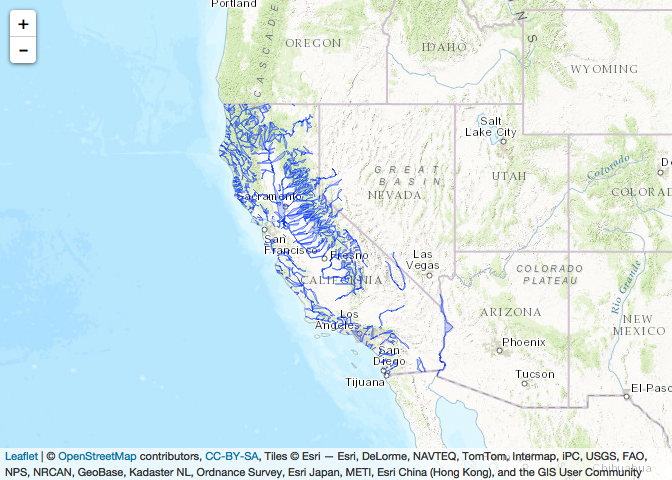 Portland
+
−
CASCADE
OREGON
IDAHO
WYOMING
Salt
Lake City
GREAT
BASIN
NEVADA
UTAH
Colorado
De
COLORAD
Sacramento
San
Francisco
Fresno
CALIFORNIA
Las
Vegas
COLORADO
PLATEAU
Rio Grande
ARIZONA
NEW
MEXICO
Los
Angeles
Phoenix
San
Diego
Tijuana
Tucson
El Paso
Chihuahua
Leaflet | © OpenStreetMap contributors, CC-BY-SA, Tiles © Esri — Esri, DeLorme, NAVTEQ, TomTom, Intermap, iPC, USGS, FAO,
NPS, NRCAN, GeoBase, Kadaster NL, Ordnance Survey, Esri Japan, METI, Esri China (Hong Kong), and the GIS User Community